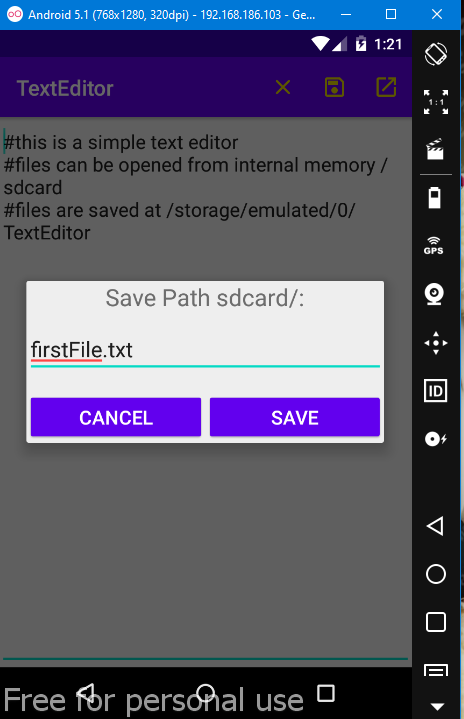 Android 5.1 (768x1280, 320dpi) - 192.168.186.103 - Ge...
1:21
TextEditor
#this is a simple text editor
#files can be opened from internal memory /
sdcard
#files are saved at /storage/emulated/0/
TextEditor
Save Path sdcard/:
firstFile.txt
CANCEL
SAVE
1:1
GPS
ID
Free for personal use